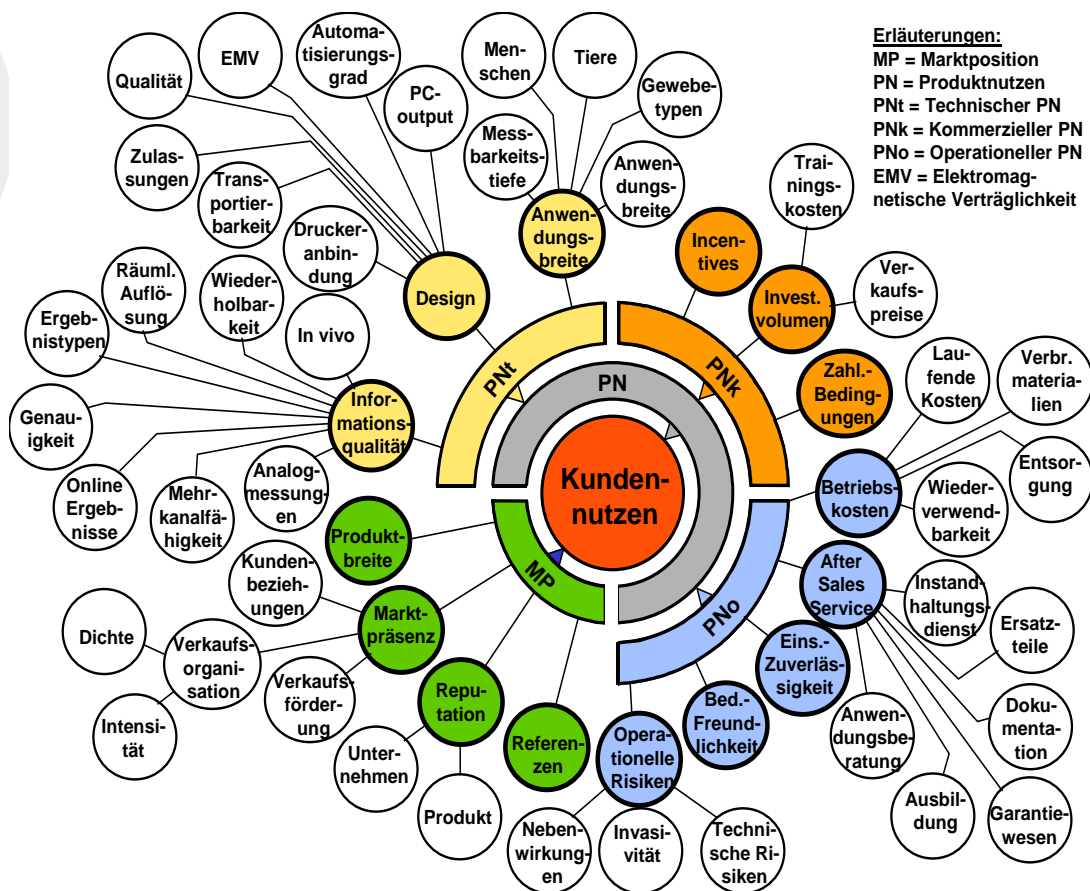 Erläuterungen:
MP = Marktposition
PN = Produktnutzen
PNt = Technischer PN
PNk = Kommerzieller PN
PNo = Operationeller PN
EMV = Elektromag-
netische Verträglichkeit
Qualität
EMV
Automa-
tisierungs-
grad
PC-
output
Men-
schen
Tiere
Gewebe-
typen
Mess-
barkeits-
tiefe
Anwen-
dungs-
breite
Anwen-
dungs-
breite
Trai-
nings-
kosten
Zulas-
sungen
Trans-
portier-
barkeit
Drucker-
anbin-
dung
Design
Incen-
tives
Invest.
volumen
Ver-
kaufs-
preise
Räuml.
Auflö-
sung
Wieder-
holbar-
keit
In vivo
Ergeb-
nistypen
PNt
PN
PNk
Zahl.-
Beding-
ungen
Lau-
fende
Kosten
Verbr.
materia-
lien
Genau-
igkeit
Infor-
mations-
qualität
Online
Ergeb-
nisse
Mehr-
kanalfä-
higkeit
Analog-
messung-
en
Kunden-
nutzen
Betriebs-
kosten
Wieder-
verwend-
barkeit
Entsor-
gung
Produkt-
breite
Kunden-
bezieh-
ungen
Markt-
präsenz
MP
PNo
After
Sales
Service
Instand-
haltungs-
dienst
Ersatz-
teile
Dichte
Verkaufs-
organi-
sation
Intensi-
tät
Verkaufs-
förde-
rung
Repu-
tation
Unter-
nehmen
Produkt
Referen-
zen
Opera-
tionelle
Risiken
Bed.-
Freund-
lichkeit
Eins.-
Zuverläs-
sigkeit
Anwen-
dungsbe-
ratung
Doku-
menta-
tion
Ausbil-
dung
Garantie-
wesen
Neben-
wirkung-
en
Invasi-
vität
Techni-
sche Ri-
siken